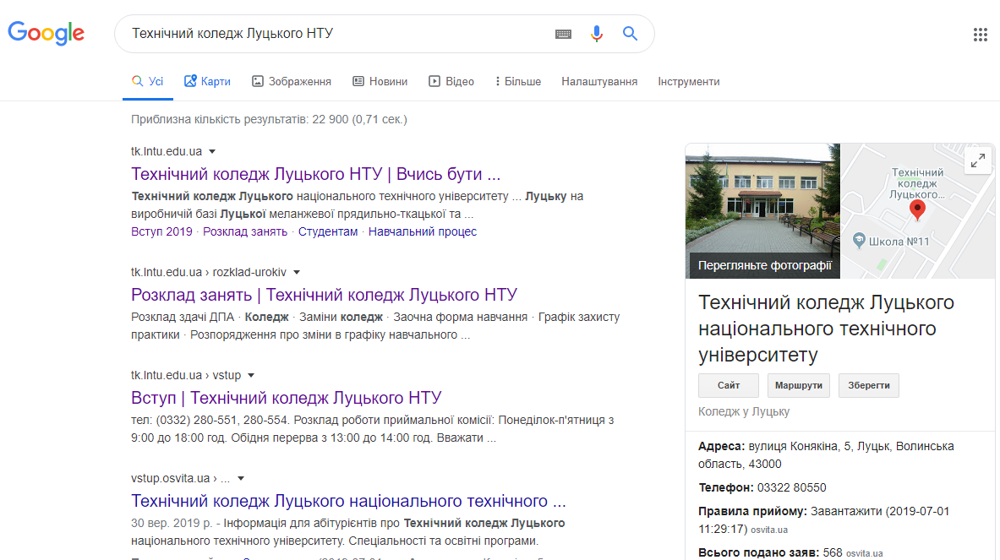 Google
Технічний коледж Луцького НТУ
Усі Карти Зображення Новини Відео Більше Налаштування Інструменти
Приблизна кількість результатів: 22 900 (0,71 сек.)
tk.lntu.edu.ua
Технічний коледж Луцького НТУ | Вчись бути ...
Технічний коледж Луцького національного технічного університету ... Луцьку на
виробничій базі Луцької меланжевої прядильно-ткацької та ...
Вступ 2019 · Розклад занять · Студентам · Навчальний процес
tk.lntu.edu.ua › rozklad-urokiv
Розклад занять | Технічний коледж Луцького НТУ
Розклад здачі ДПА · Коледж · Заміни коледж · Заочна форма навчання · Графік захисту
практики · Розпорядження про зміни в графіку навчального ...
tk.lntu.edu.ua › vstup
Вступ | Технічний коледж Луцького НТУ
тел: (0332) 280-551, 280-554. Розклад роботи приймальної комісії: Понеділок-п'ятниця з
9:00 до 18:00 год. Обідня перерва з 13:00 до 14:00 год. Вважати ...
vstup.osvita.ua › ...
Технічний коледж Луцького національного технічного ...
30 вер. 2019 р. - Інформація для абітурієнтів про Технічний коледж Луцького
національного технічного університету. Спеціальності та освітні програми.
Технічний
коледж
Луцького...
Школа №11
Перегляньте фотографії
Технічний коледж Луцького
національного технічного
університету
Сайт Маршрути Зберегти
Коледж у Луцьку
Адреса: вулиця Конякіна, 5, Луцьк, Волинська
область, 43000
Телефон: 03322 80550
Правила прийому: Завантажити (2019-07-01
11:29:17) osvita.ua
Всього подано заяв: 568 osvita.ua